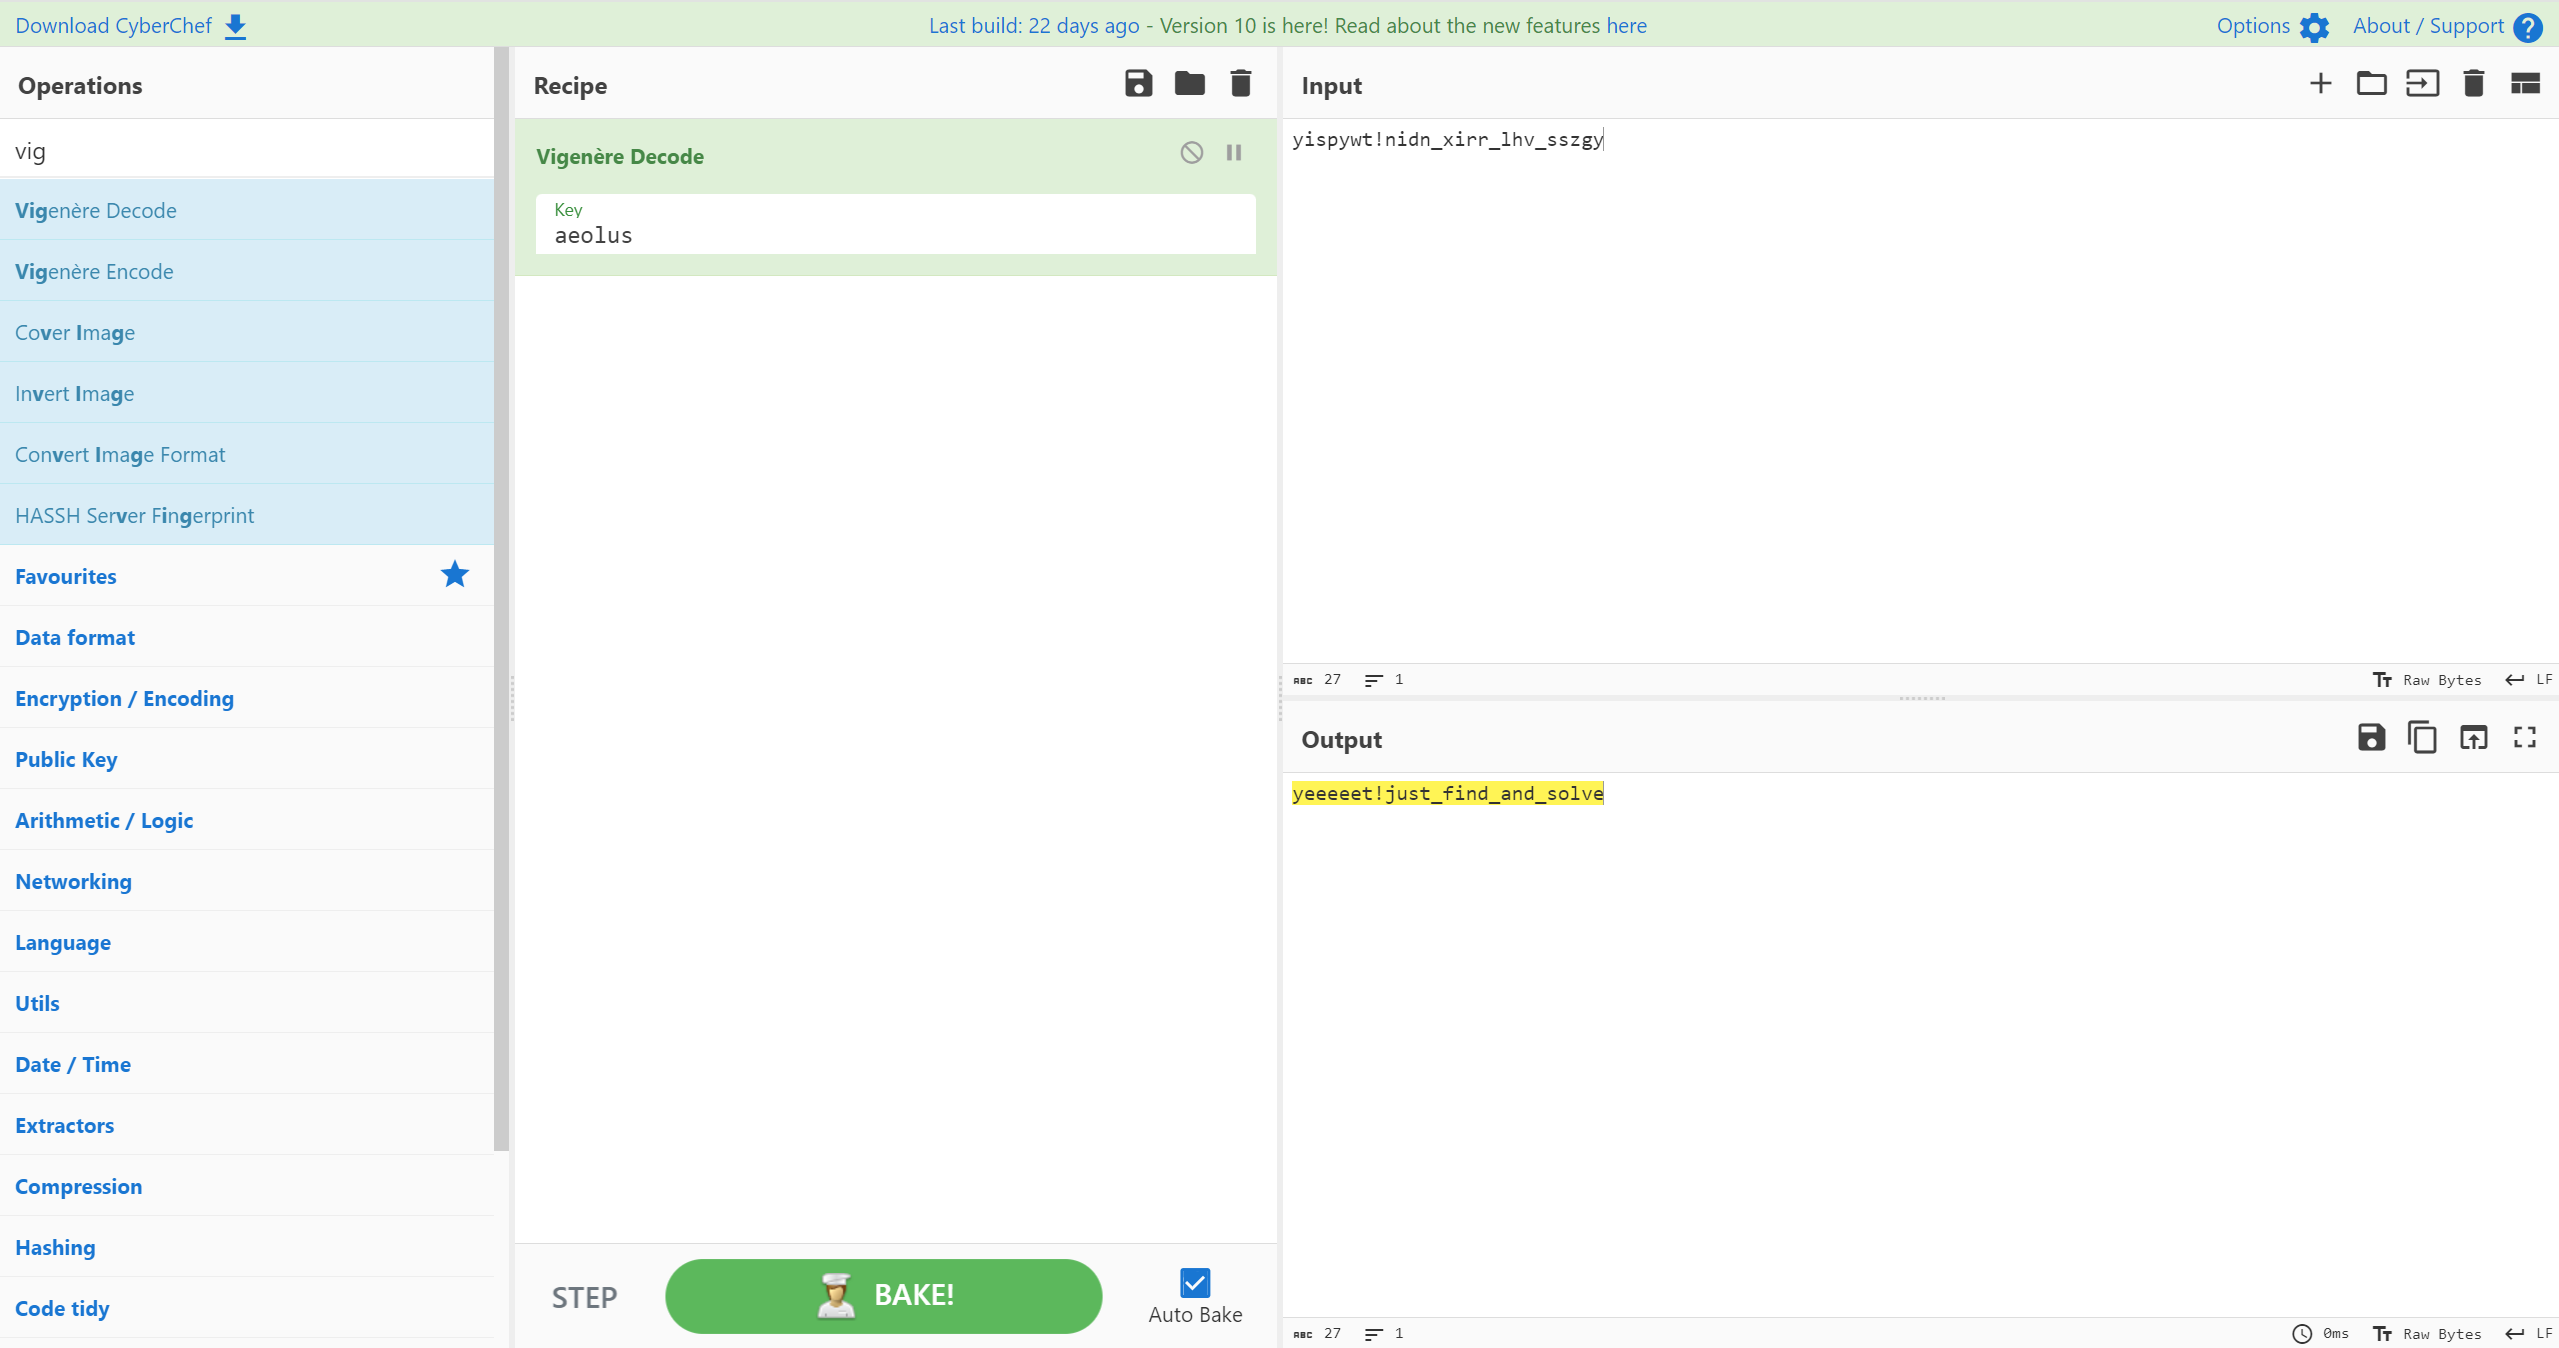 Download CyberChef
Last build: 22 days ago - Version 10 is here! Read about the new features here
Options
About / Support
Operations
vig
Vigenère Decode
Vigenère Encode
Cover Image
Invert Image
Convert Image Format
HASSH Server Fingerprint
Favourites
Data format
Encryption / Encoding
Public Key
Arithmetic / Logic
Networking
Language
Utils
Date / Time
Extractors
Compression
Hashing
Code tidy
Recipe
Vigenère Decode
Key
aeolus
STEP
BAKE!
Auto Bake
Input
yispywt!nidn_xirr_lhv_sszgy
ABC 27 1
Tт Raw Bytes LF
Output
yeeeeet!just_find_and_solve
ABC 27 1
0ms Tт Raw Bytes LF